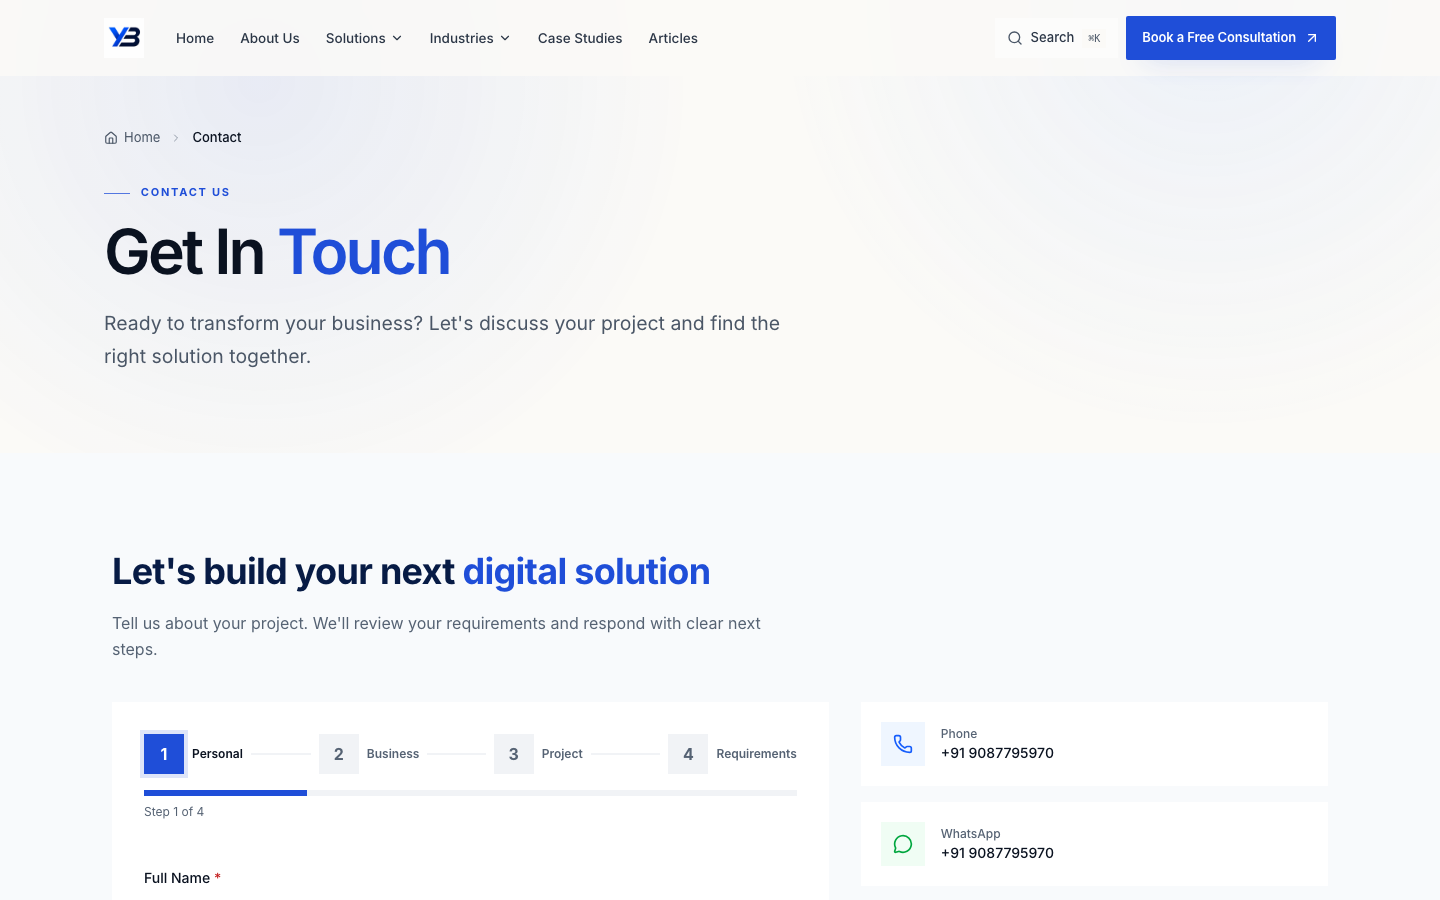 YB
Home
About Us
Solutions
Industries
Case Studies
Articles
Search ⌘K
Book a Free Consultation
Home
Contact
CONTACT US
Get In Touch
Ready to transform your business? Let's discuss your project and find the
right solution together.
Let's build your next digital solution
Tell us about your project. We'll review your requirements and respond with clear next
steps.
1 Personal
2 Business
3 Project
4 Requirements
Step 1 of 4
Full Name *
Phone
+91 9087795970
WhatsApp
+91 9087795970